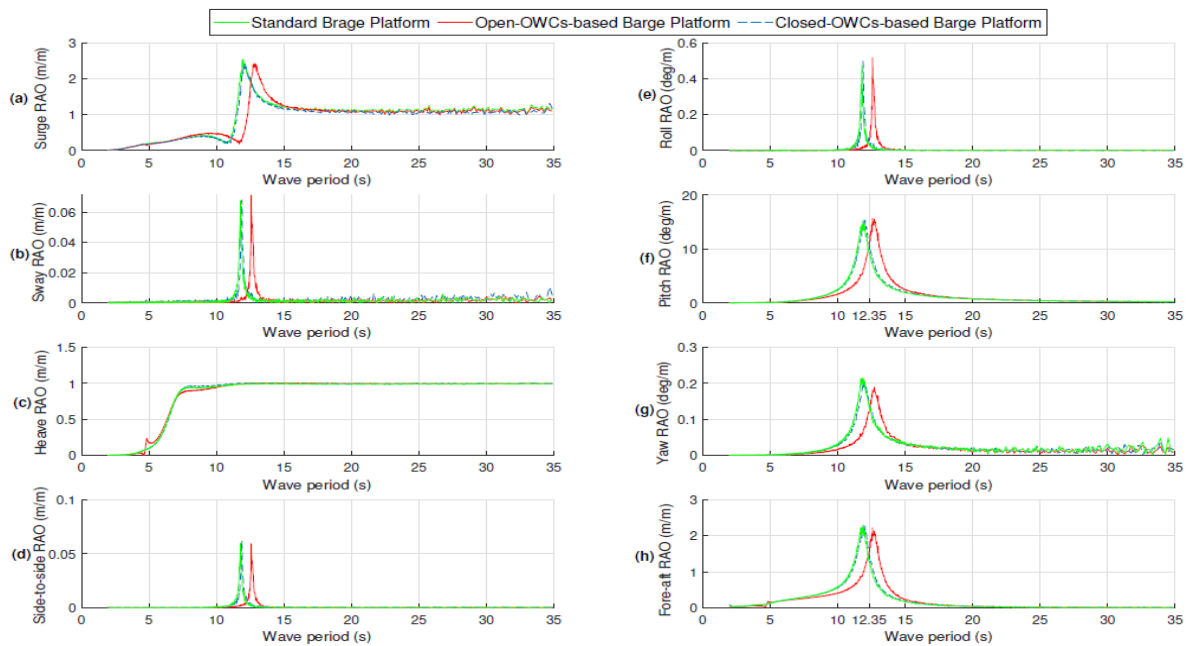 Standard Brage Platform Open-OWCs-based Barge Platform Closed-OWCs-based Barge Platform
(a)
Surge RAO (m/m)
3
2
1
0
0 5 10 15 20 25 30 35
Wave period (s)
(b)
Sway RAO (m/m)
0.06
0.04
0.02
0
0 5 10 15 20 25 30 35
Wave period (s)
(c)
Heave RAO (m/m)
1.5
1
0.5
0
0 5 10 15 20 25 30 35
Wave period (s)
(d)
Side-to-side RAO (m/m)
0.1
0.05
0
0 5 10 15 20 25 30 35
Wave period (s)
(e)
Roll RAO (deg/m)
0.6
0.4
0.2
0
0 5 10 15 20 25 30 35
Wave period (s)
(f)
Pitch RAO (deg/m)
20
10
0
0 5 10 12.35 15 20 25 30 35
Wave period (s)
(g)
Yaw RAO (deg/m)
0.3
0.2
0.1
0
0 5 10 15 20 25 30 35
Wave period (s)
(h)
Fore-aft RAO (m/m)
3
2
1
0
0 5 10 12.35 15 20 25 30 35
Wave period (s)